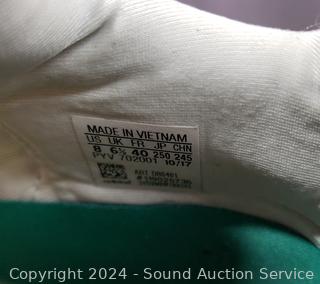 MADE IN VIETNAM
US UK FR JP CHN
8 6½ 40 250 245
PYV 702001 10/17
ART
Copyright © 2024 - Sound Auction Service